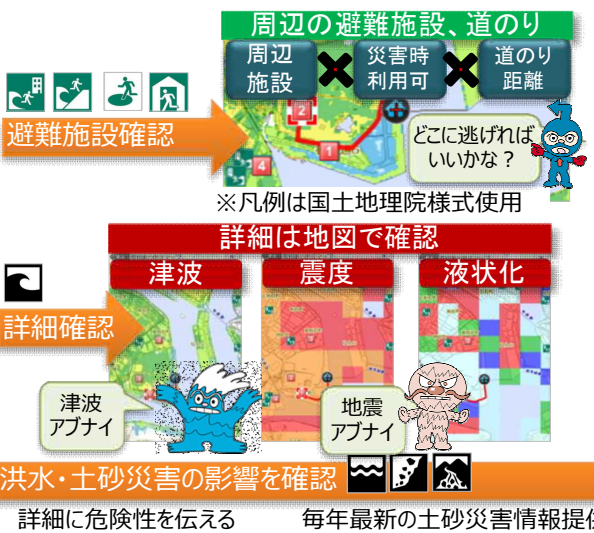 周辺の避難施設、道のり
周辺
施設
災害時
利用可
道のり
距離
避難施設確認
2
1
4
どこに逃げれば
いいかな？
※凡例は国土地理院様式使用
詳細は地図で確認
津波
震度
液状化
詳細確認
津波
アブナイ
地震
アブナイ
洪水・土砂災害の影響を確認
詳細に危険性を伝える
毎年最新の土砂災害情報提供